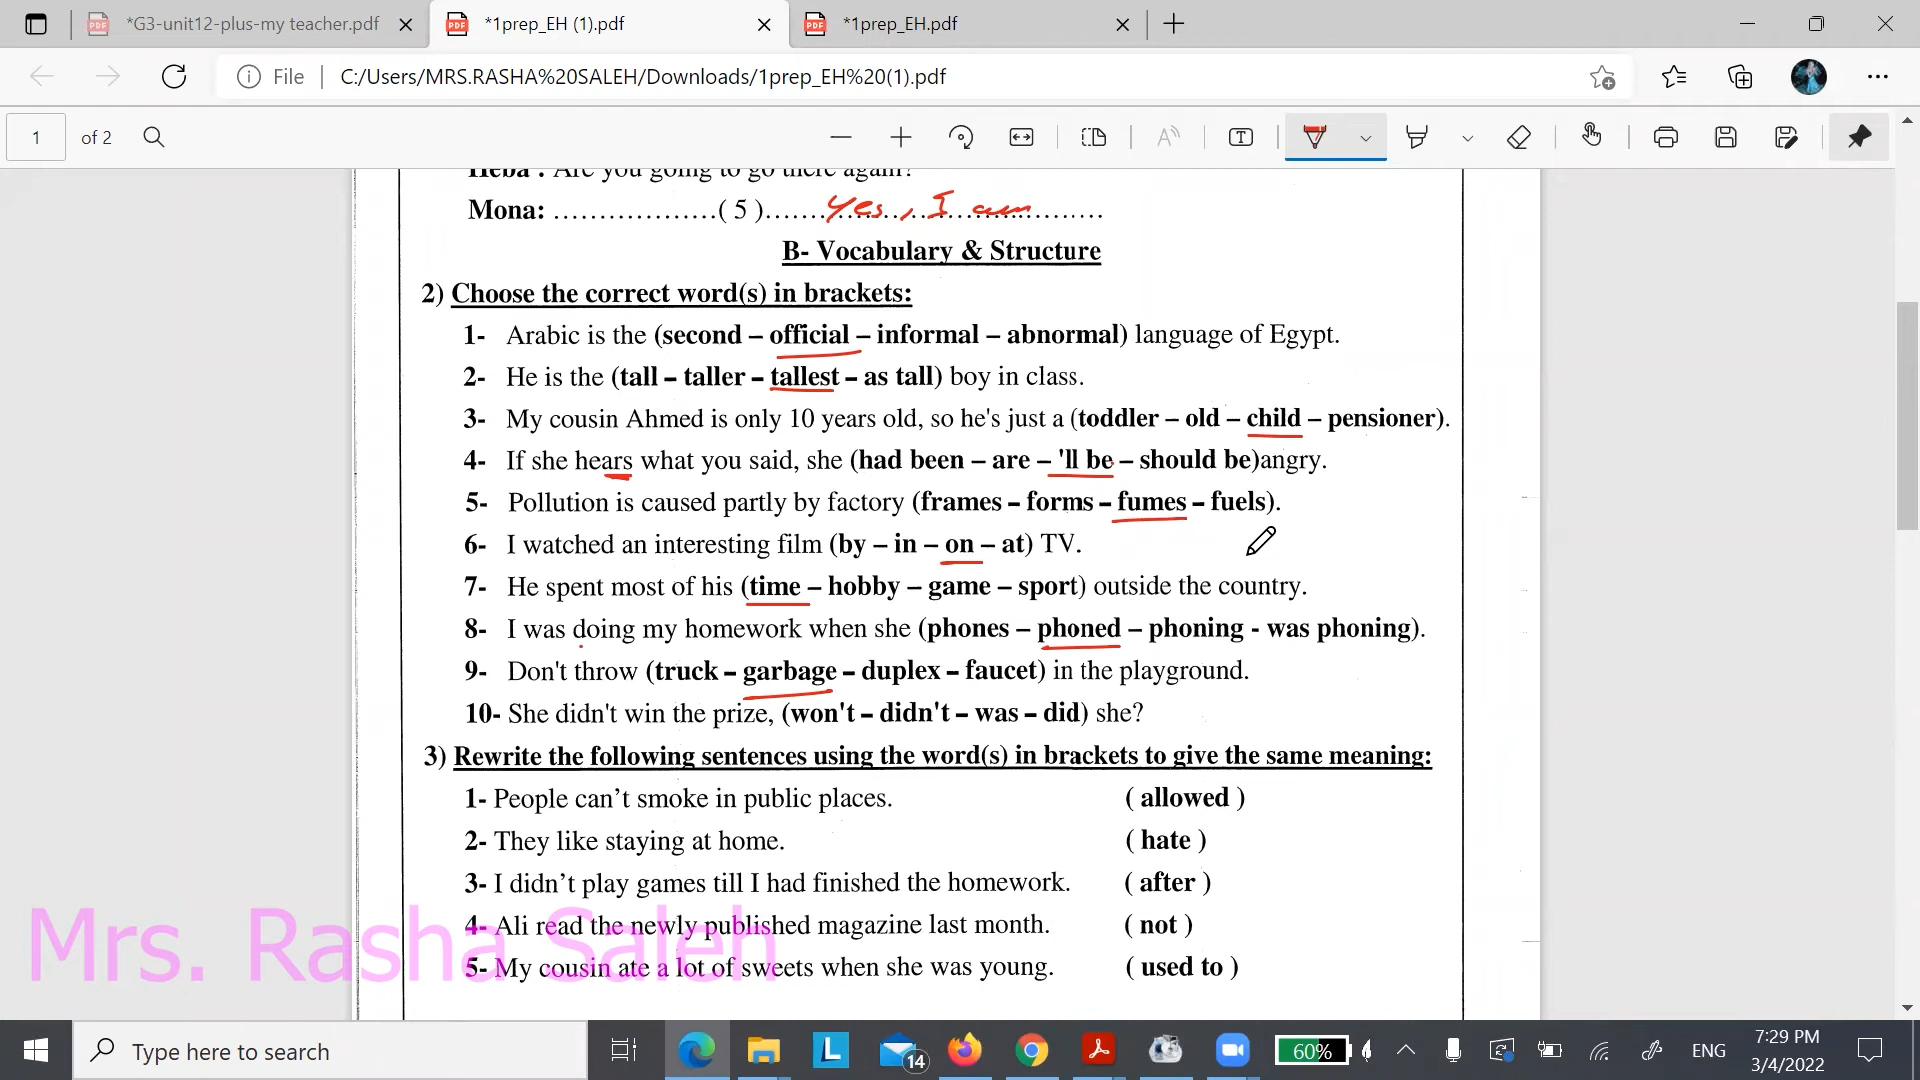 *G3-unit12-plus-my teacher.pdf
*1prep_EH (1).pdf
*1prep_EH.pdf
File
C:/Users/MRS.RASHA%20SALEH/Downloads/1prep_EH%20(1).pdf
1 of 2
Heba : Are you going to go there again?
Mona: ..................( 5 )....... Yes, I am ........
B- Vocabulary & Structure
2) Choose the correct word(s) in brackets:
1- Arabic is the (second – official – informal – abnormal) language of Egypt.
2- He is the (tall – taller – tallest – as tall) boy in class.
3- My cousin Ahmed is only 10 years old, so he's just a (toddler – old – child – pensioner).
4- If she hears what you said, she (had been – are – 'll be – should be)angry.
5- Pollution is caused partly by factory (frames – forms – fumes – fuels).
6- I watched an interesting film (by – in – on – at) TV.
7- He spent most of his (time – hobby – game – sport) outside the country.
8- I was doing my homework when she (phones – phoned – phoning - was phoning).
9- Don't throw (truck – garbage – duplex – faucet) in the playground.
10- She didn't win the prize, (won't – didn't – was – did) she?
3) Rewrite the following sentences using the word(s) in brackets to give the same meaning:
1- People can’t smoke in public places. ( allowed )
2- They like staying at home. ( hate )
3- I didn’t play games till I had finished the homework. ( after )
4- Ali read the newly published magazine last month. ( not )
5- My cousin ate a lot of sweets when she was young. ( used to )
Mrs. Rasha Saleh
Type here to search
L
14
60%
ENG
7:29 PM
3/4/2022